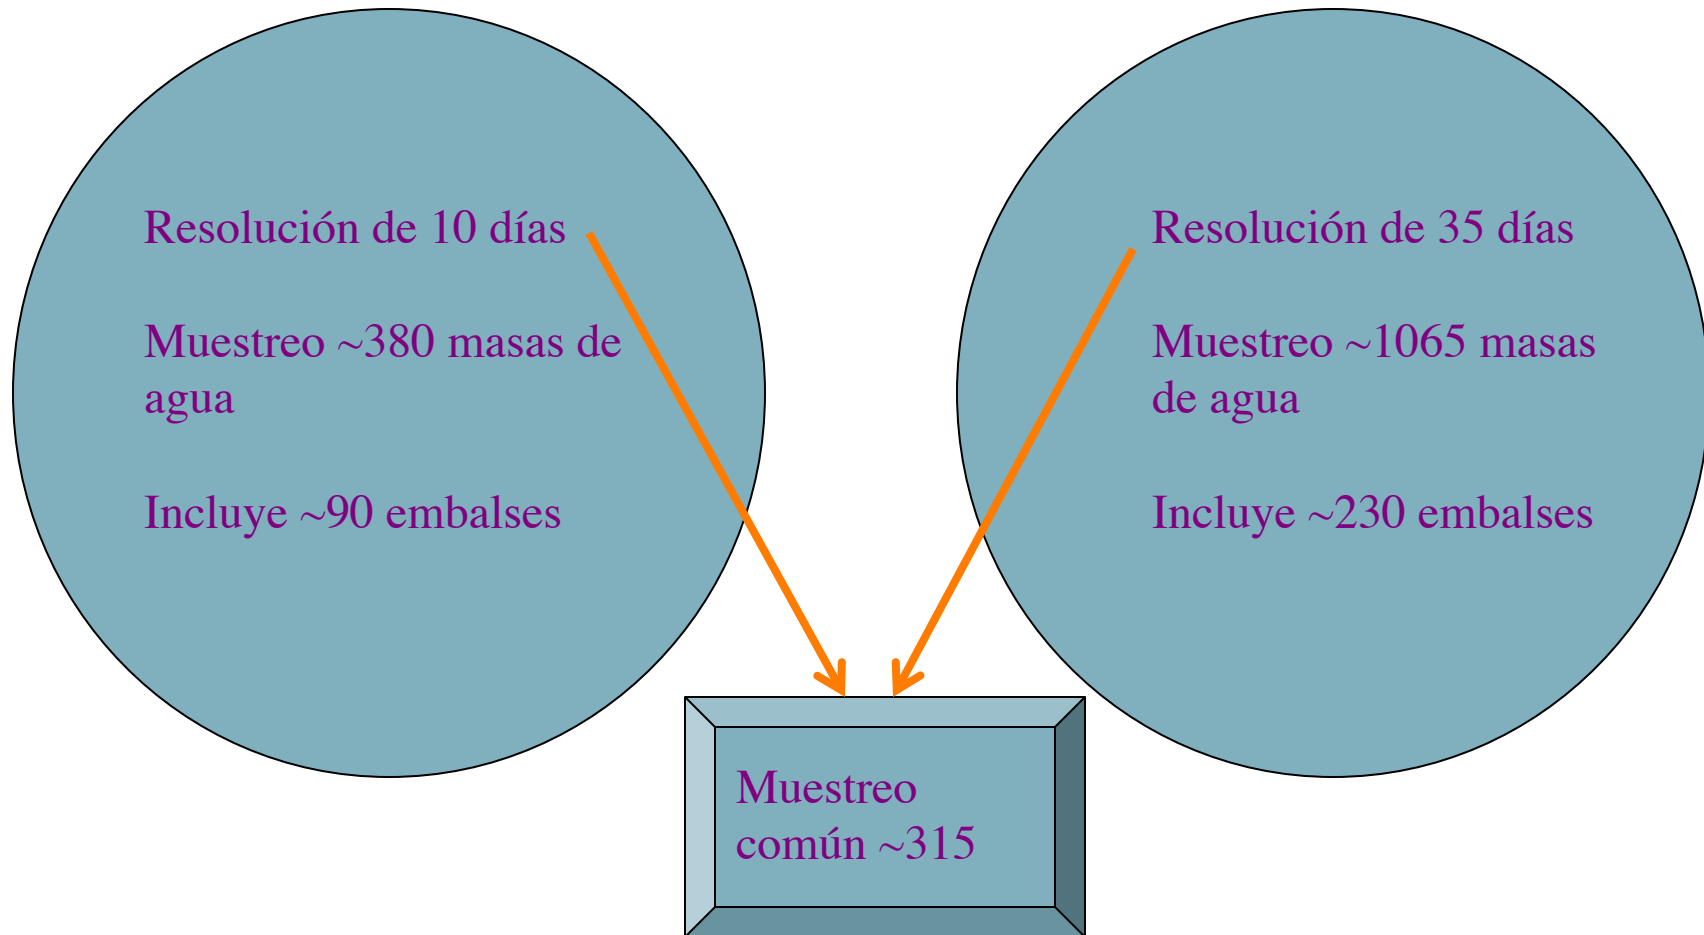 Resolución de 10 días
Muestreo ~380 masas de
agua
Incluye ~90 embalses
Resolución de 35 días
Muestreo ~1065 masas
de agua
Incluye ~230 embalses
Muestreo
común ~315